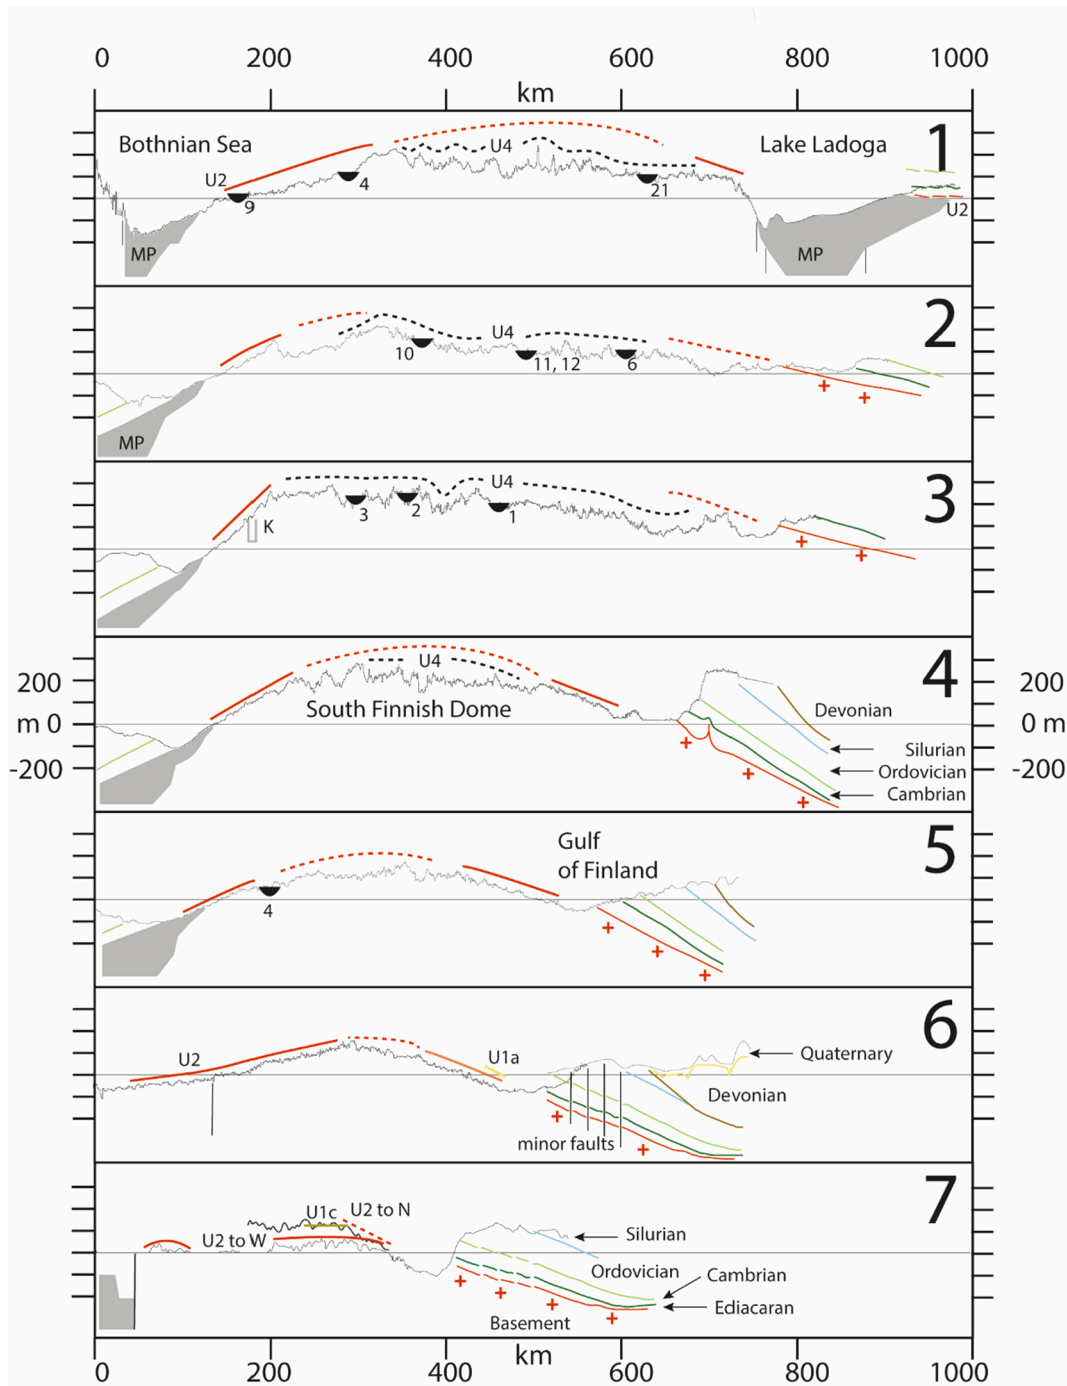 0 200 400 600 800 1000
km
Bothnian Sea U4 Lake Ladoga 1
U2 4 21
9 U2
MP MP
2
U4
10 11, 12 6
MP
3
U4
3 2 1
K
4
U4
200 200
South Finnish Dome Devonian
m 0 0 m
Silurian
-200 Ordovician -200
Cambrian
5
Gulf
of Finland
4
6
U2 U1a Quaternary
Devonian
minor faults
7
U1c U2 to N
U2 to W Silurian
Ordovician Cambrian
Ediacaran
Basement
km
0 200 400 600 800 1000